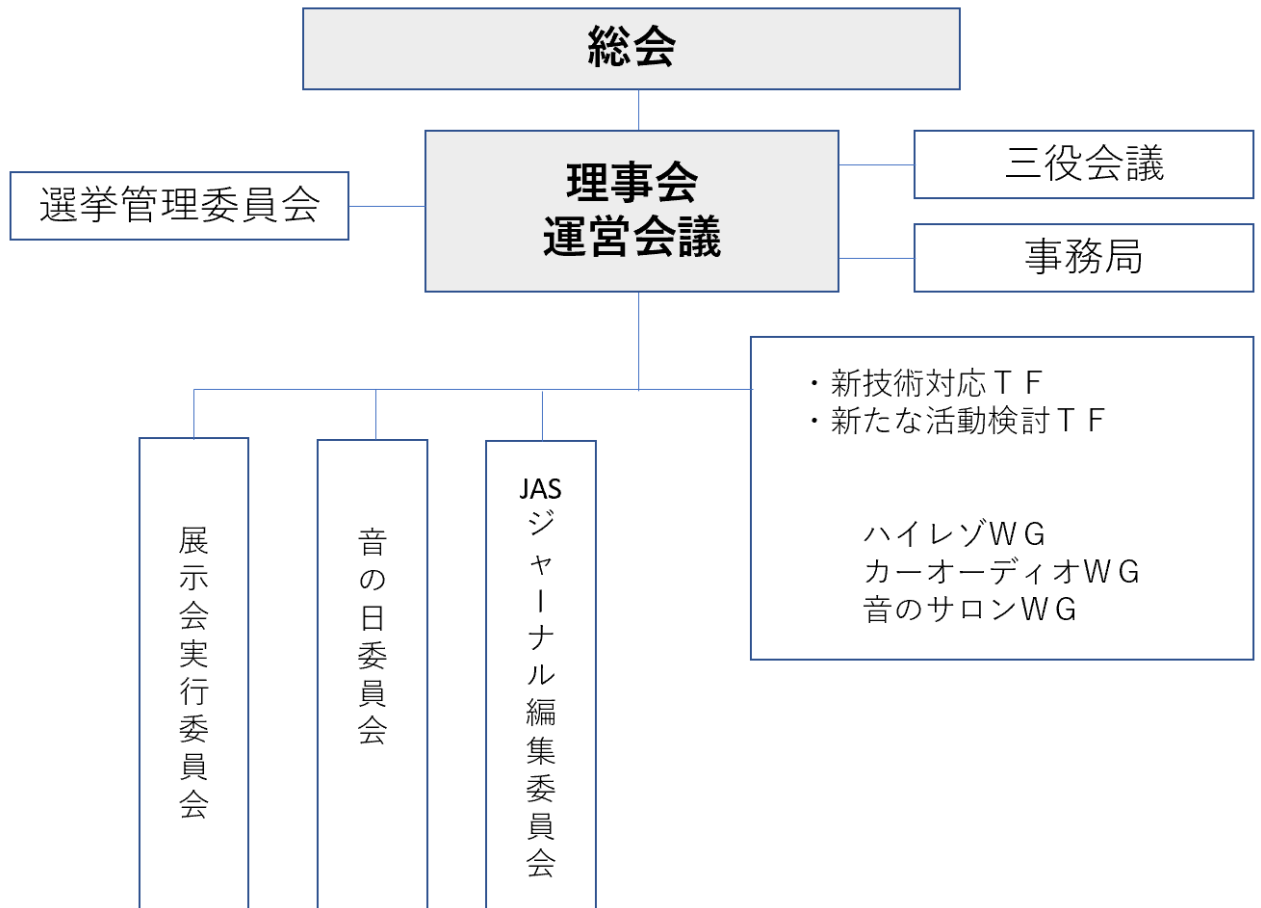 総会
理事会
運営会議
三役会議
選挙管理委員会
事務局
・新技術対応ＴＦ
・新たな活動検討ＴＦ
ハイレゾＷＧ
カーオーディオＷＧ
音のサロンＷＧ
展示会実行委員会
音の日委員会
JASジャーナル編集委員会